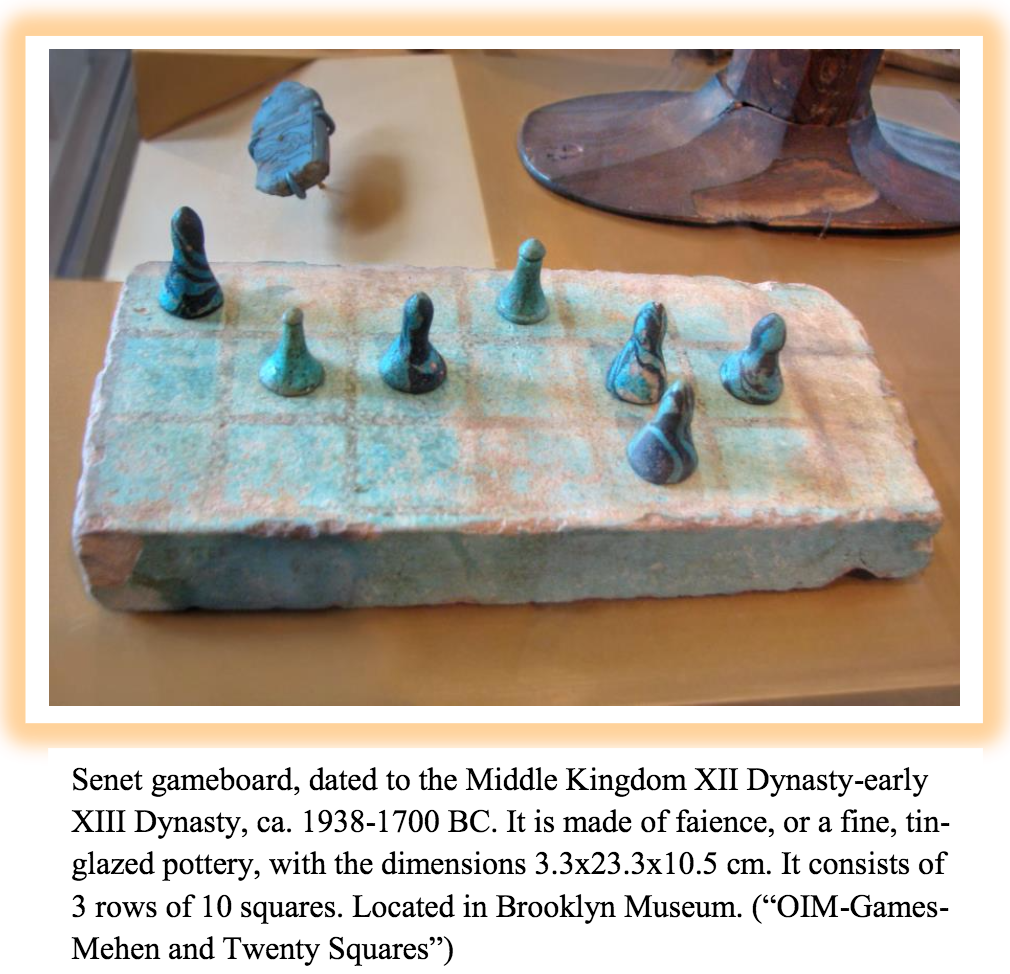 Senet gameboard, dated to the Middle Kingdom XII Dynasty-early
XIII Dynasty, ca. 1938-1700 BC. It is made of faience, or a fine, tin-
glazed pottery, with the dimensions 3.3x23.3x10.5 cm. It consists of
3 rows of 10 squares. Located in Brooklyn Museum. (“OIM-Games-
Mehen and Twenty Squares”)